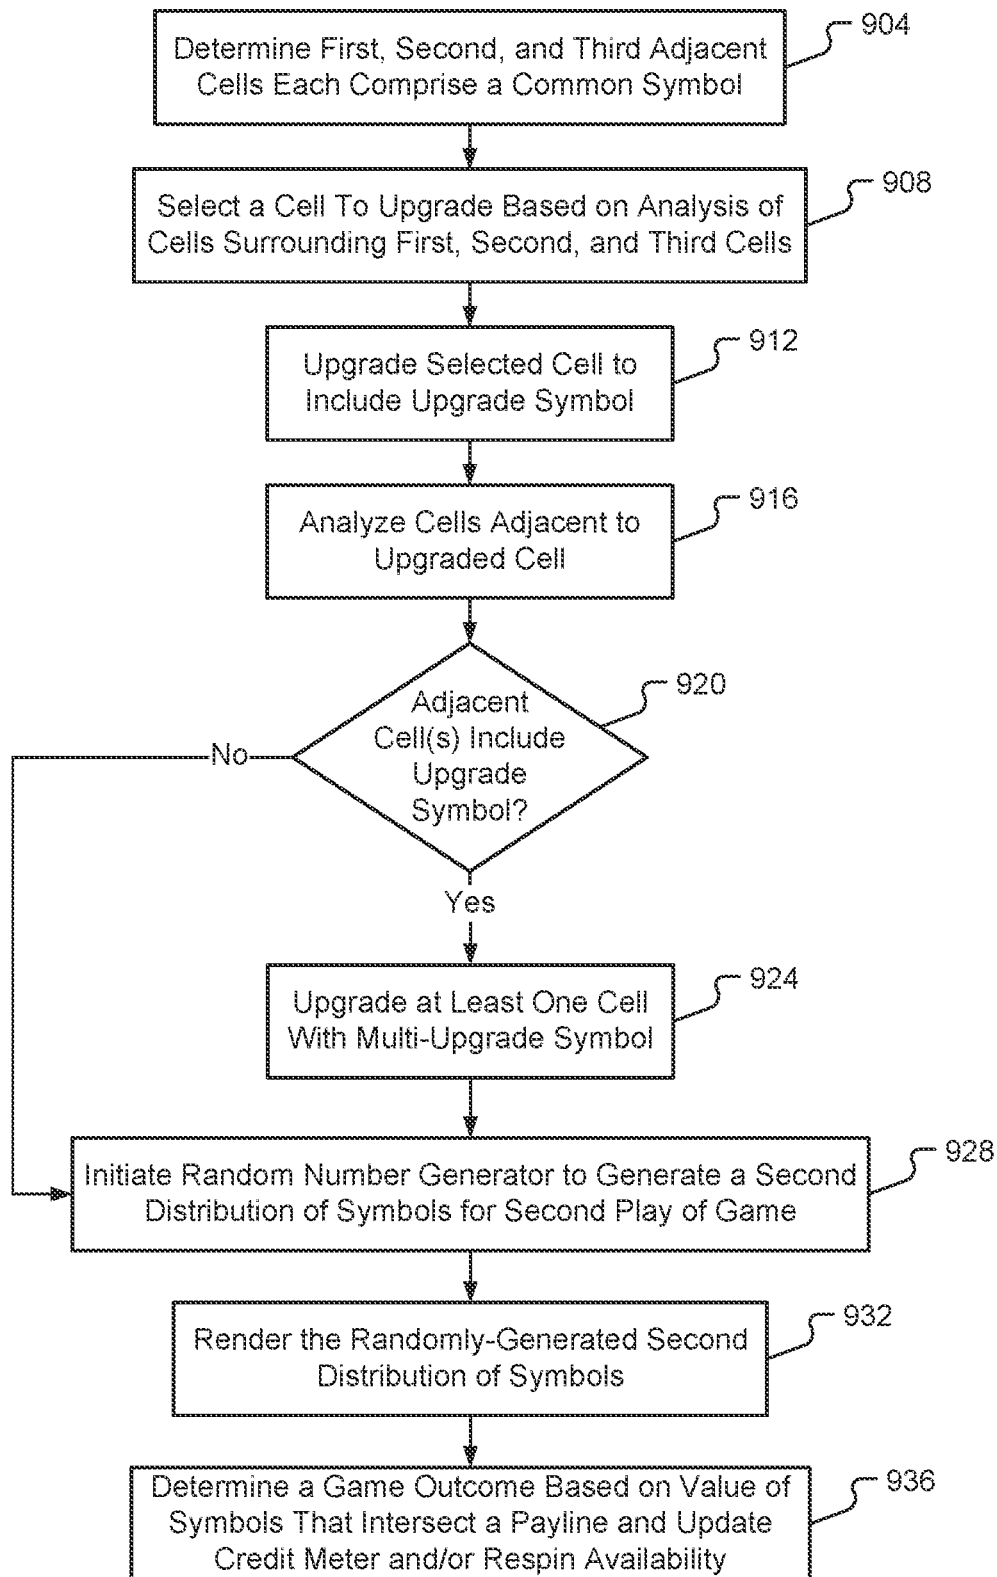 Determine First, Second, and Third Adjacent
Cells Each Comprise a Common Symbol
904
Select a Cell To Upgrade Based on Analysis of
Cells Surrounding First, Second, and Third Cells
908
Upgrade Selected Cell to
Include Upgrade Symbol
912
Analyze Cells Adjacent to
Upgraded Cell
916
Adjacent
Cell(s) Include
Upgrade
Symbol?
920
No
Yes
Upgrade at Least One Cell
With Multi-Upgrade Symbol
924
Initiate Random Number Generator to Generate a Second
Distribution of Symbols for Second Play of Game
928
Render the Randomly-Generated Second
Distribution of Symbols
932
Determine a Game Outcome Based on Value of
Symbols That Intersect a Payline and Update
Credit Meter and/or Respin Availability
936